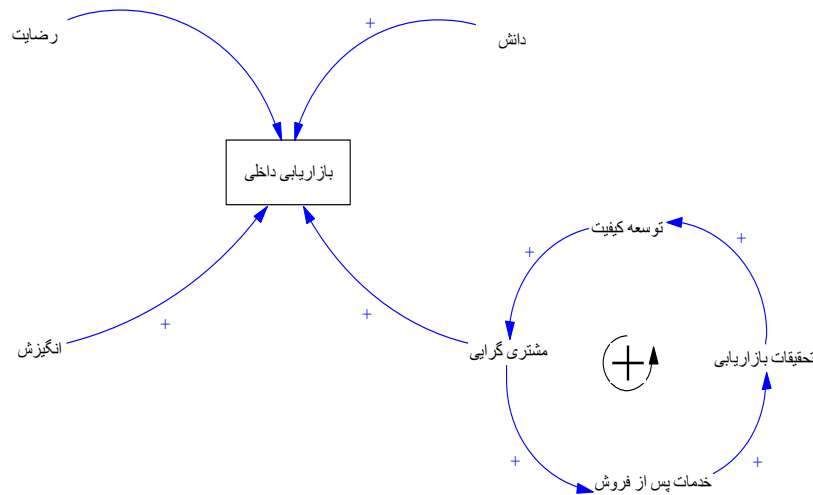 رضایت
دانش
+
بازاریابی داخلی
توسعه کیفیت
+
+
انگیزش
+
+
مشتری گرایی
+
تحقیقات بازاریابی
+
+
خدمات پس از فروش